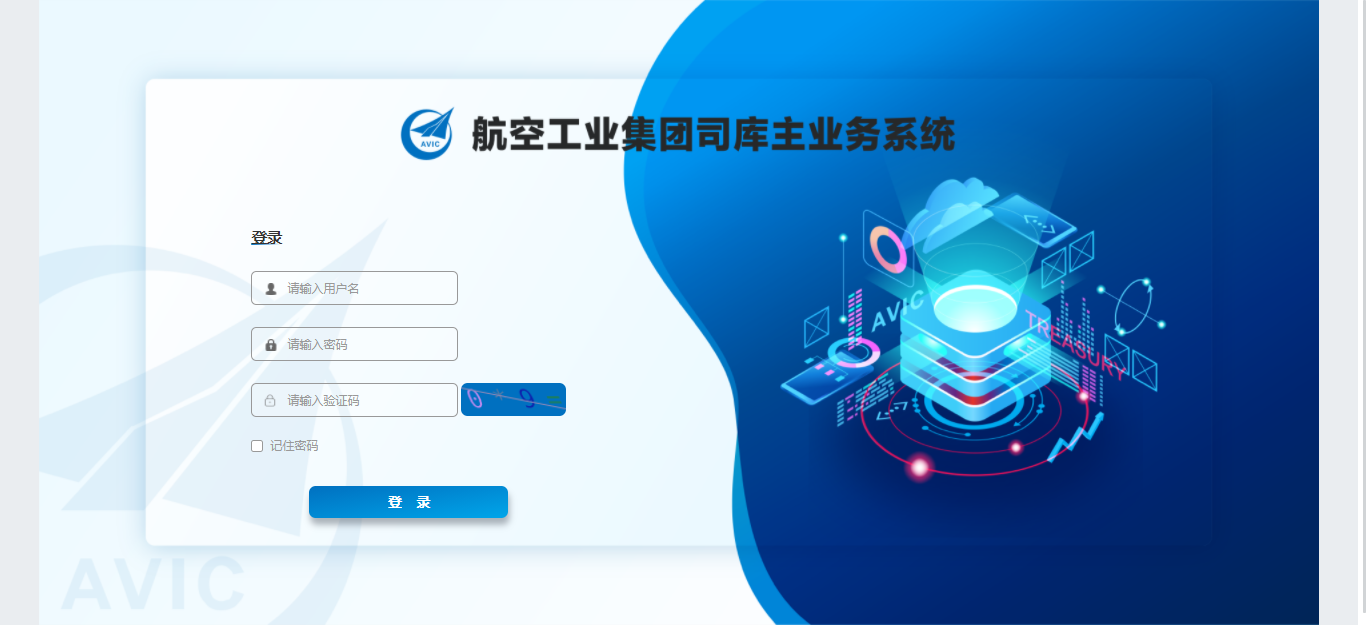 AVIC
航空工业集团司库主业务系统
登录
请输入用户名
请输入密码
请输入验证码
0 * 9 =
记住密码
登 录
AVIC
TREASURY
AVIC